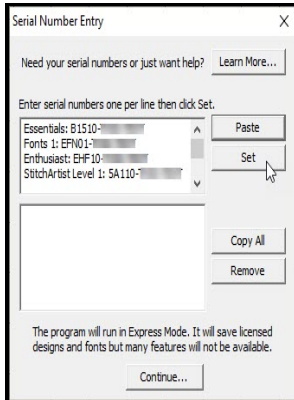 Serial Number Entry
Need your serial numbers or just want help?
Learn More...
Enter serial numbers one per line then click Set.
Essentials: B1510-
Fonts 1: EFN01-
Enthusiast: EHF10-
StitchArtist Level 1: 5A110-
Paste
Set
Copy All
Remove
The program will run in Express Mode. It will save licensed
designs and fonts but many features will not be available.
Continue...